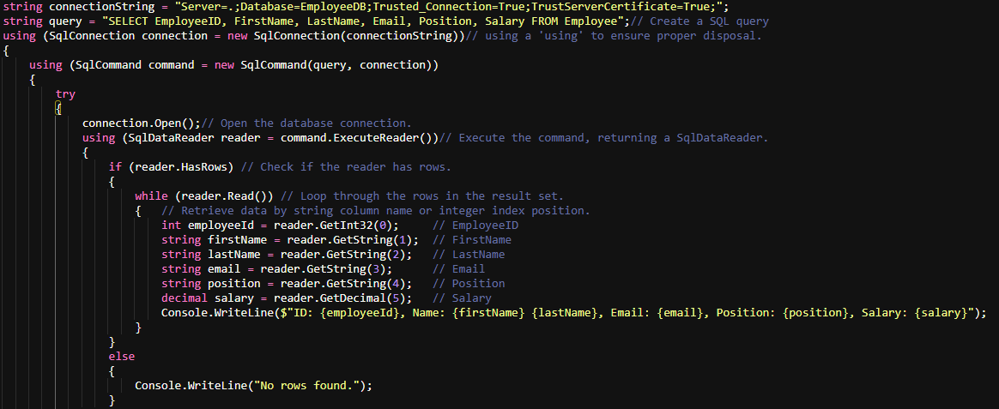 string connectionString = "Server=.;Database=EmployeeDB;Trusted_Connection=True;TrustServerCertificate=True;";
string query = "SELECT EmployeeID, FirstName, LastName, Email, Position, Salary FROM Employee";// Create a SQL query
using (SqlConnection connection = new SqlConnection(connectionString))// using a 'using' to ensure proper disposal.
{
    using (SqlCommand command = new SqlCommand(query, connection))
    {
        try
        {
            connection.Open();// Open the database connection.
            using (SqlDataReader reader = command.ExecuteReader())// Execute the command, returning a SqlDataReader.
            {
                if (reader.HasRows) // Check if the reader has rows.
                {
                    while (reader.Read()) // Loop through the rows in the result set.
                    {   // Retrieve data by string column name or integer index position.
                        int employeeId = reader.GetInt32(0);     // EmployeeID
                        string firstName = reader.GetString(1);  // FirstName
                        string lastName = reader.GetString(2);   // LastName
                        string email = reader.GetString(3);      // Email
                        string position = reader.GetString(4);   // Position
                        decimal salary = reader.GetDecimal(5);   // Salary
                        Console.WriteLine($"ID: {employeeId}, Name: {firstName} {lastName}, Email: {email}, Position: {position}, Salary: {salary}");
                    }
                }
                else
                {
                    Console.WriteLine("No rows found.");
                }